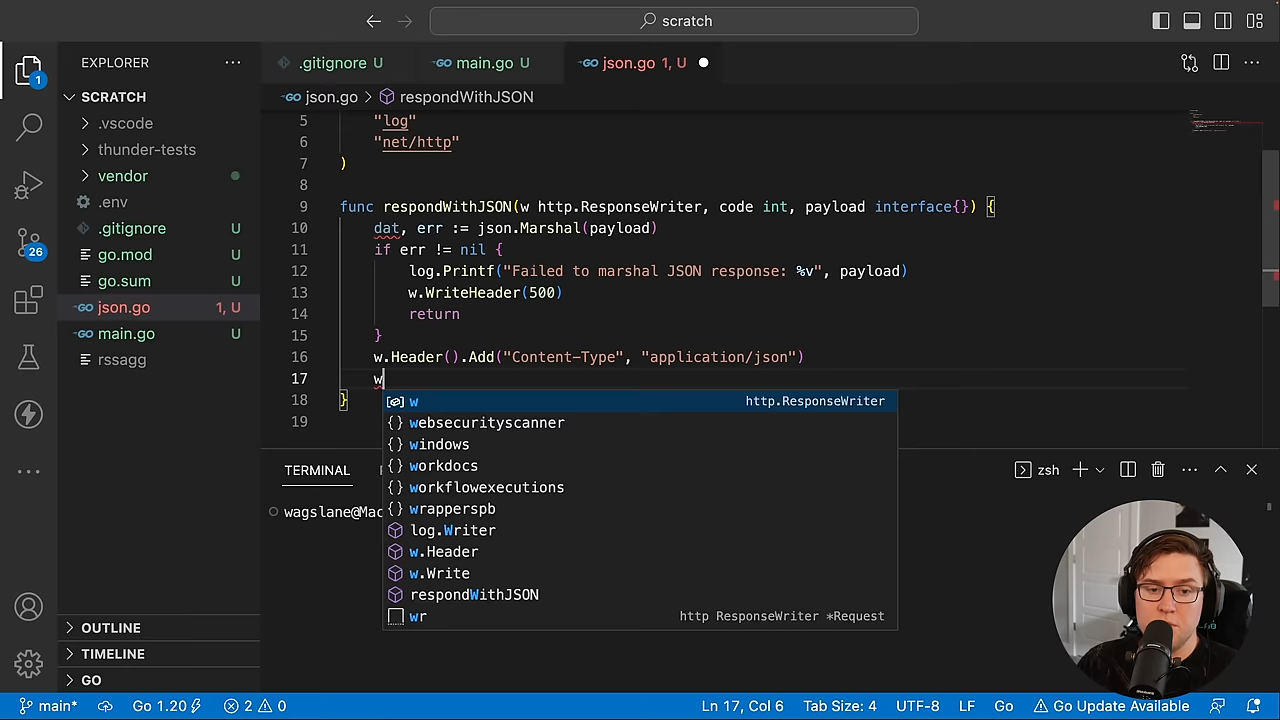 scratch
EXPLORER
.gitignore U
main.go U
json.go 1, U
SCRATCH
.vscode
thunder-tests
vendor
.env
.gitignore U
go.mod U
go.sum U
json.go 1, U
main.go U
rssagg
1
26
OUTLINE
TIMELINE
GO
json.go > respondWithJSON
5 "log"
6 "net/http"
7 )
8
9 func respondWithJSON(w http.ResponseWriter, code int, payload interface{}) {
10 dat, err := json.Marshal(payload)
11 if err != nil {
12 log.Printf("Failed to marshal JSON response: %v", payload)
13 w.WriteHeader(500)
14 return
15 }
16 w.Header().Add("Content-Type", "application/json")
17 w
18 }
19
w http.ResponseWriter
websecurityscanner
windows
workdocs
workflowexecutions
wrapperspb
log.Writer
w.Header
w.Write
respondWithJSON
wr http ResponseWriter *Request
TERMINAL
zsh
wagslane@Mac
main* Go 1.20 2 0 Ln 17, Col 6 Tab Size: 4 UTF-8 LF Go Go Update Available